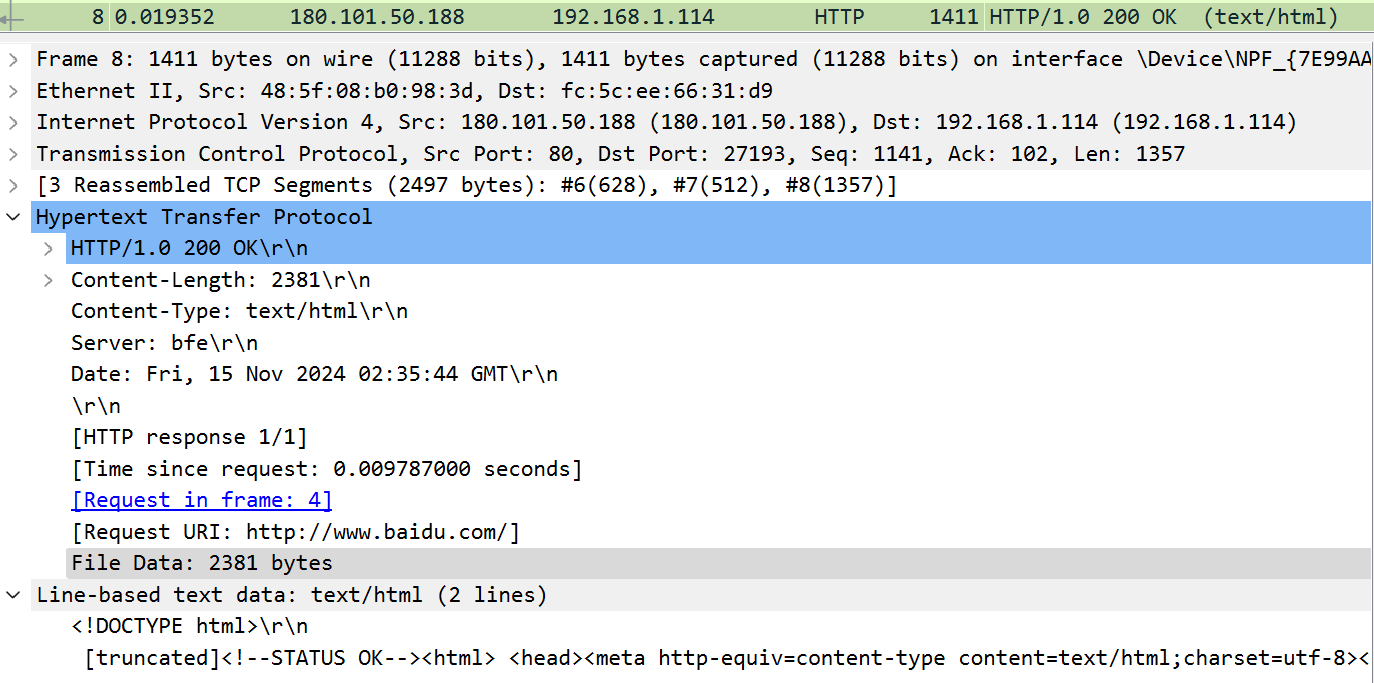 8 0.019352 180.101.50.188 192.168.1.114 HTTP 1411 HTTP/1.0 200 OK (text/html)
Frame 8: 1411 bytes on wire (11288 bits), 1411 bytes captured (11288 bits) on interface \Device\NPF_{7E99AA
Ethernet II, Src: 48:5f:08:b0:98:3d, Dst: fc:5c:ee:66:31:d9
Internet Protocol Version 4, Src: 180.101.50.188 (180.101.50.188), Dst: 192.168.1.114 (192.168.1.114)
Transmission Control Protocol, Src Port: 80, Dst Port: 27193, Seq: 1141, Ack: 102, Len: 1357
[3 Reassembled TCP Segments (2497 bytes): #6(628), #7(512), #8(1357)]
Hypertext Transfer Protocol
HTTP/1.0 200 OK\r\n
Content-Length: 2381\r\n
Content-Type: text/html\r\n
Server: bfe\r\n
Date: Fri, 15 Nov 2024 02:35:44 GMT\r\n
\r\n
[HTTP response 1/1]
[Time since request: 0.009787000 seconds]
[Request in frame: 4]
[Request URI: http://www.baidu.com/]
File Data: 2381 bytes
Line-based text data: text/html (2 lines)
<!DOCTYPE html>\r\n
[truncated]<!--STATUS OK--><html> <head><meta http-equiv=content-type content=text/html;charset=utf-8><